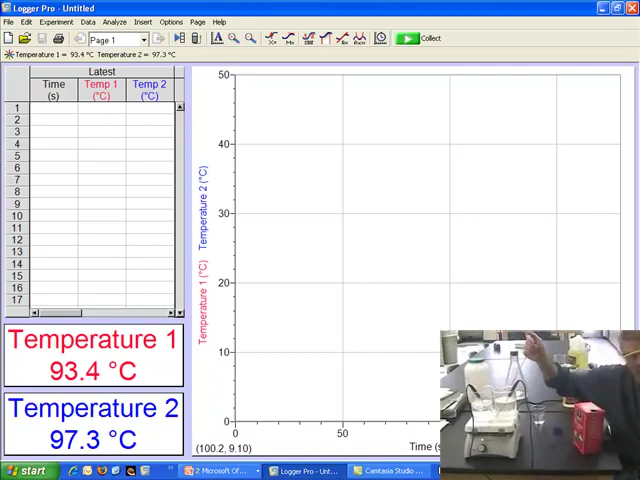 Logger Pro - Untitled
File Edit Experiment Data Analyze Insert Options Page Help
Page 1
Collect
Temperature 1 = 93.4 °C Temperature 2 = 97.3 °C
Latest
Time Temp 1 Temp 2
(s) (°C) (°C)
1
2
3
4
5
6
7
8
9
10
11
12
13
14
15
16
17
Temperature 1
93.4 °C
Temperature 2
97.3 °C
Temperature 1 (°C) Temperature 2 (°C)
50
40
30
20
10
0
0 50
(100.2, 9.10)
Time (s
start
2 Microsoft Of...
Logger Pro - Unt...
Camtasia Studio ...